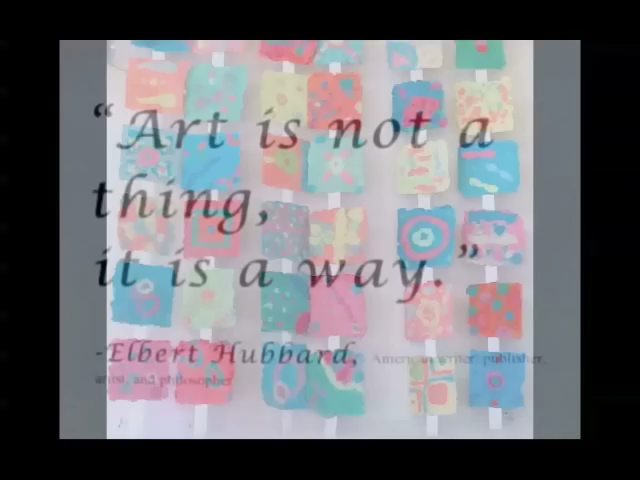 “Art is not a
thing,
it is a way.”
-Elbert Hubbard, American writer, publisher,
artist, and philosopher